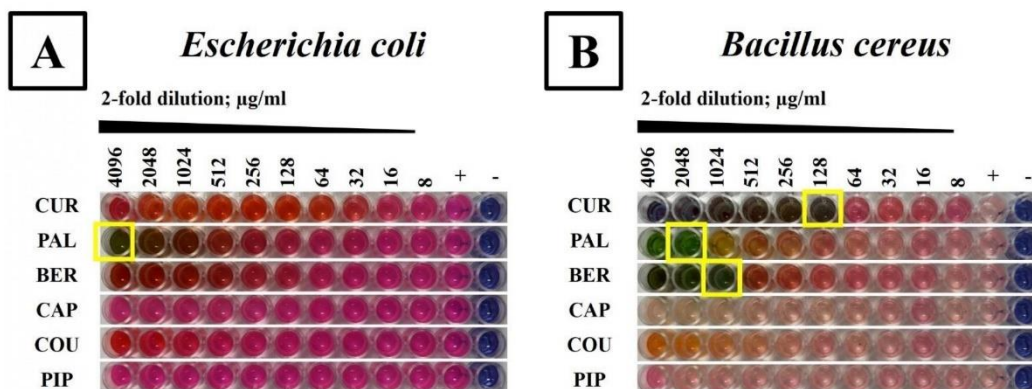 A Escherichia coli
2-fold dilution; µg/ml
4096 2048 1024 512 256 128 64 32 16 8 + -
CUR
PAL
BER
CAP
COU
PIP
B Bacillus cereus
2-fold dilution; µg/ml
4096 2048 1024 512 256 128 64 32 16 8 + -
CUR
PAL
BER
CAP
COU
PIP